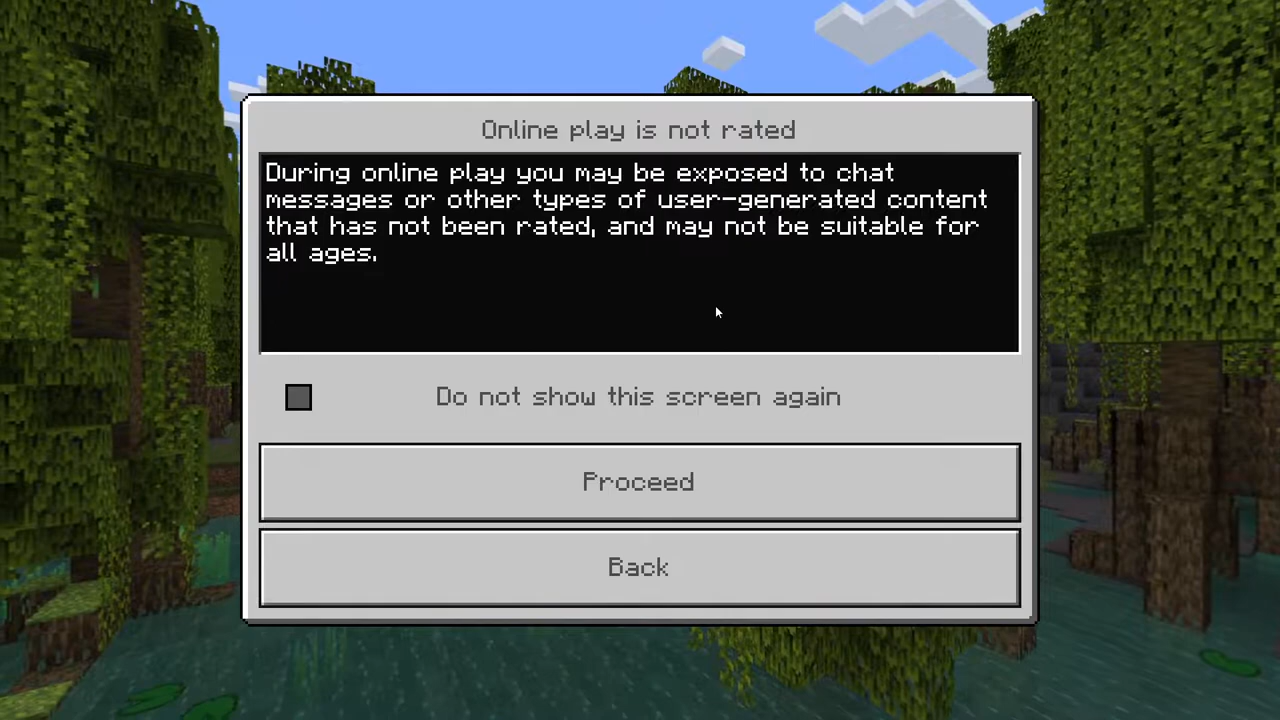 Online play is not rated
During online play you may be exposed to chat
messages or other types of user-generated content
that has not been rated, and may not be suitable for
all ages.
Do not show this screen again
Proceed
Back